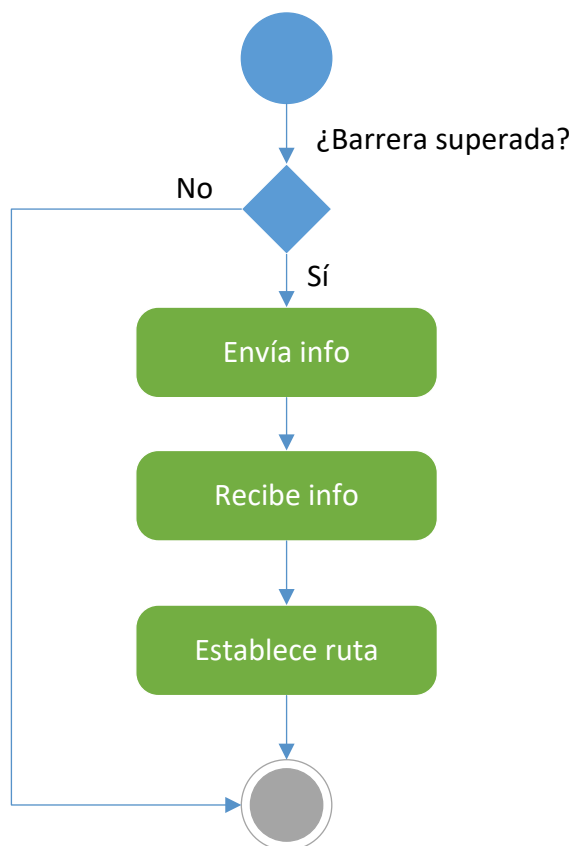 ¿Barrera superada?
No
Sí
Envía info
Recibe info
Establece ruta